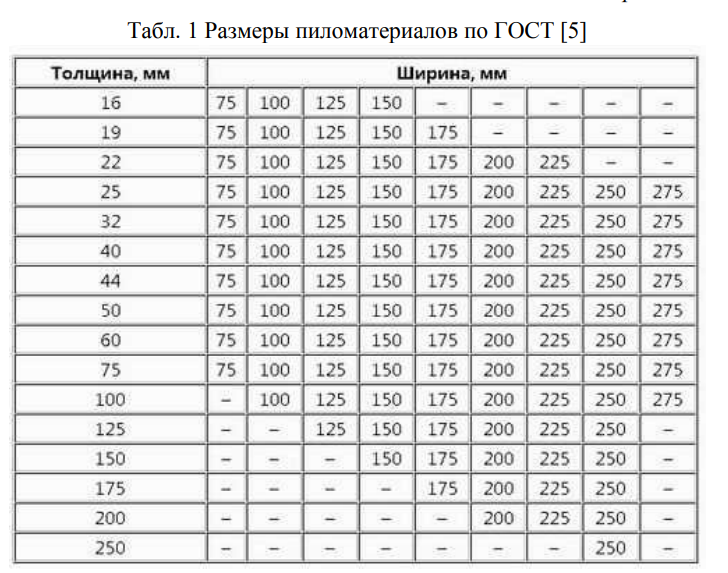 Табл. 1 Размеры пиломатериалов по ГОСТ [5]
Толщина, мм Ширина, мм
16 75 100 125 150 – – – – –
19 75 100 125 150 175 – – – –
22 75 100 125 150 175 200 225 – –
25 75 100 125 150 175 200 225 250 275
32 75 100 125 150 175 200 225 250 275
40 75 100 125 150 175 200 225 250 275
44 75 100 125 150 175 200 225 250 275
50 75 100 125 150 175 200 225 250 275
60 75 100 125 150 175 200 225 250 275
75 75 100 125 150 175 200 225 250 275
100 – 100 125 150 175 200 225 250 275
125 – – 125 150 175 200 225 250 –
150 – – – 150 175 200 225 250 –
175 – – – – 175 200 225 250 –
200 – – – – – 200 225 250 –
250 – – – – – – – 250 –